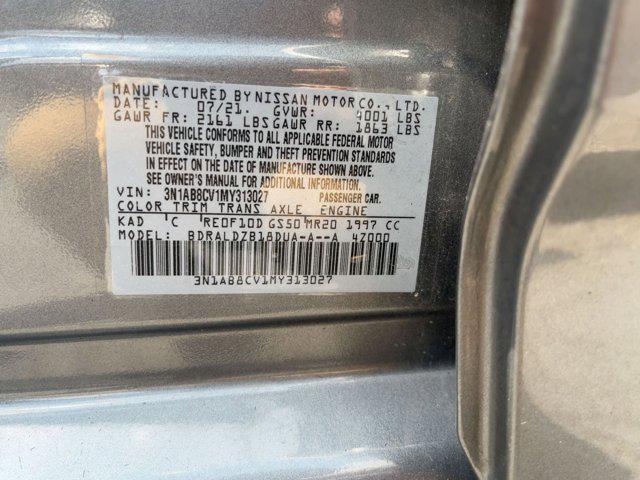 MANUFACTURED BY NISSAN MOTOR CO., LTD.
DATE: 07/21. GVWR: 4001 LBS
GAWR FR: 2161 LBS GAWR RR: 1863 LBS
THIS VEHICLE CONFORMS TO ALL APPLICABLE FEDERAL MOTOR
VEHICLE SAFETY, BUMPER AND THEFT PREVENTION STANDARDS
IN EFFECT ON THE DATE OF MANUFACTURE SHOWN ABOVE.
SEE OWNER'S MANUAL FOR ADDITIONAL INFORMATION.
VIN: 3N1AB8CV1MY313027 PASSENGER CAR.
COLOR TRIM TRANS AXLE ENGINE
KAD C RE0F10D GS50 MR20 1997 CC
MODEL: BDRALDZB18DUA-A--A 4Z000
3N1AB8CV1MY313027